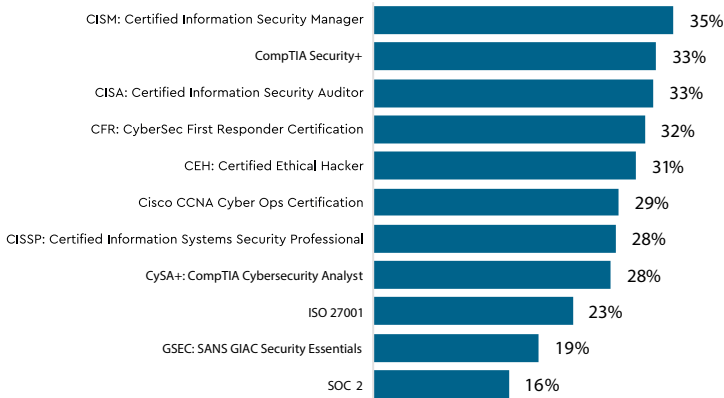 CISM: Certified Information Security Manager 35%
CompTIA Security+ 33%
CISA: Certified Information Security Auditor 33%
CFR: CyberSec First Responder Certification 32%
CEH: Certified Ethical Hacker 31%
Cisco CCNA Cyber Ops Certification 29%
CISSP: Certified Information Systems Security Professional 28%
CySA+: CompTIA Cybersecurity Analyst 28%
ISO 27001 23%
GSEC: SANS GIAC Security Essentials 19%
SOC 2 16%